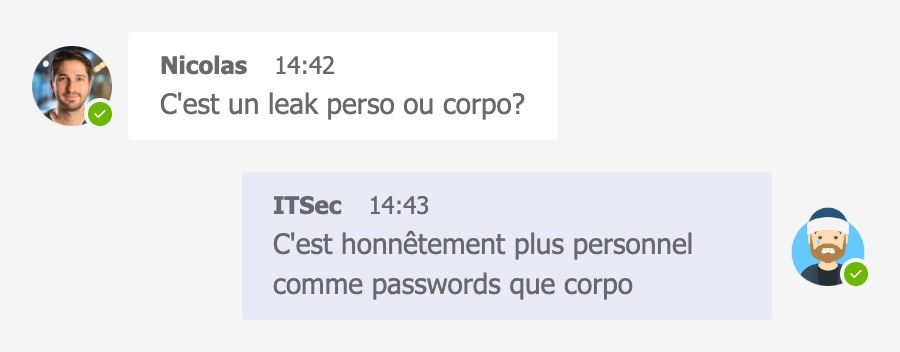 Nicolas 14:42
C'est un leak perso ou corpo?
ITSec 14:43
C'est honnêtement plus personnel
comme passwords que corpo